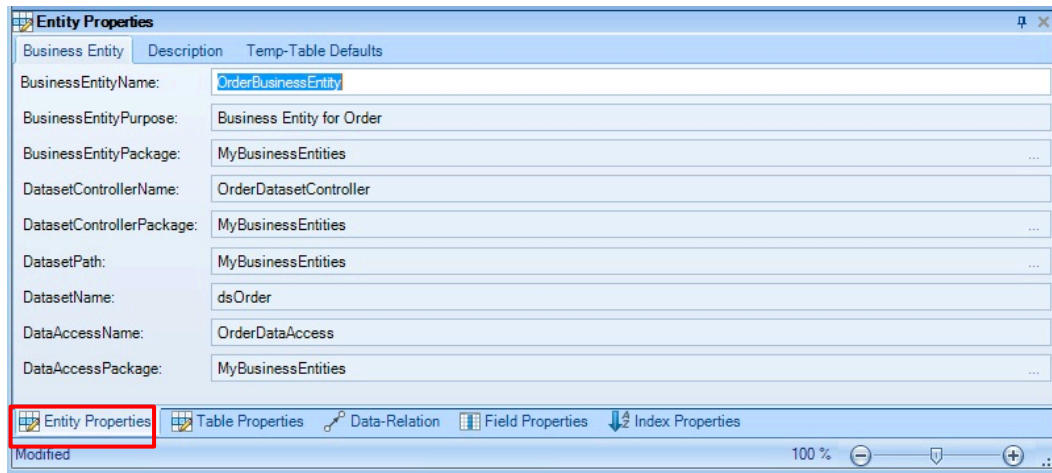 Entity Properties
Business Entity Description Temp-Table Defaults
BusinessEntityName: OrderBusinessEntity
BusinessEntityPurpose: Business Entity for Order
BusinessEntityPackage: MyBusinessEntities ...
DatasetControllerName: OrderDatasetController
DatasetControllerPackage: MyBusinessEntities ...
DatasetPath: MyBusinessEntities ...
DatasetName: dsOrder
DataAccessName: OrderDataAccess
DataAccessPackage: MyBusinessEntities ...
Entity Properties Table Properties Data-Relation Field Properties Index Properties
Modified 100 %